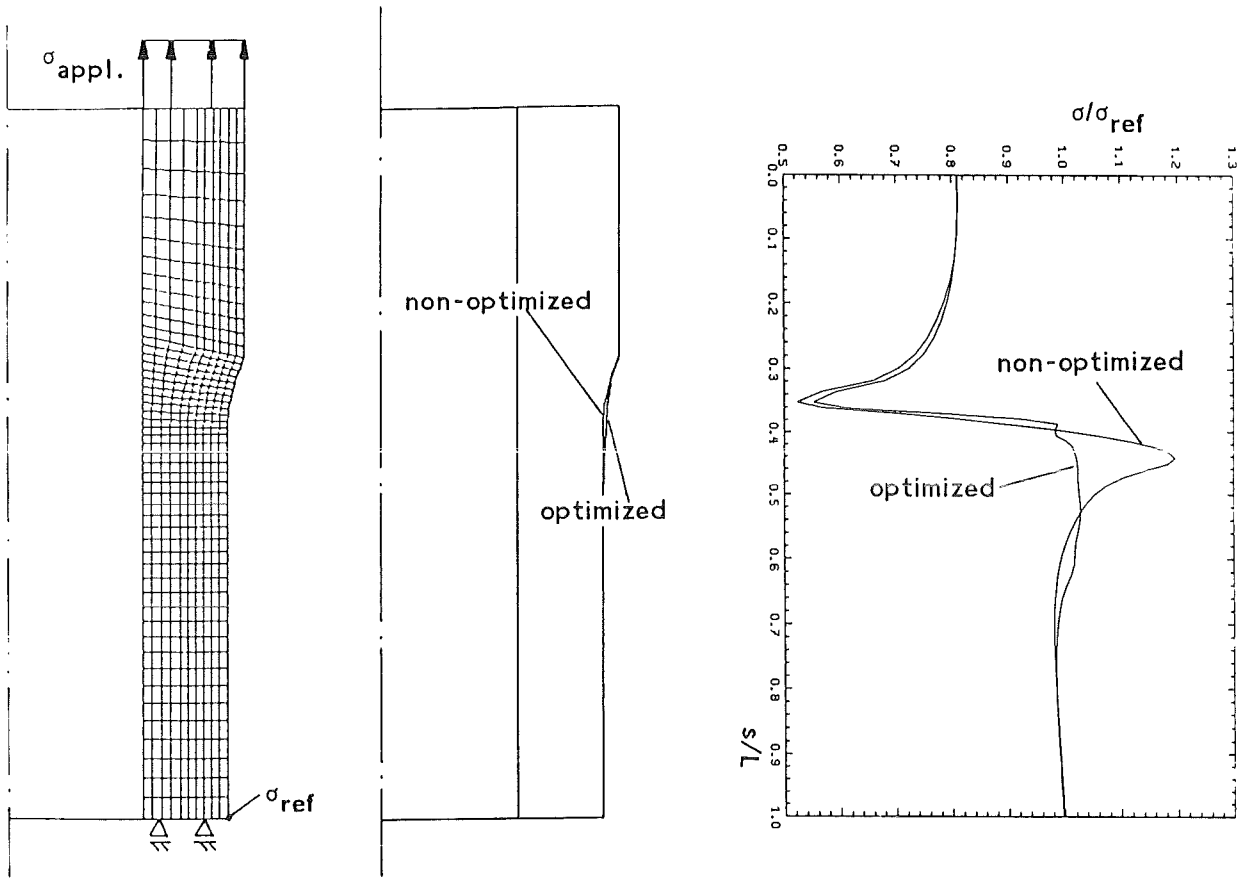 σappl.
σref
non-optimized
optimized
σ/σref
0.5 0.6 0.7 0.8 0.9 1.0 1.1 1.2 1.3
0.0
0.1
0.2
0.3
0.4
0.5
0.6
0.7
0.8
0.9
1.0
s/L
non-optimized
optimized